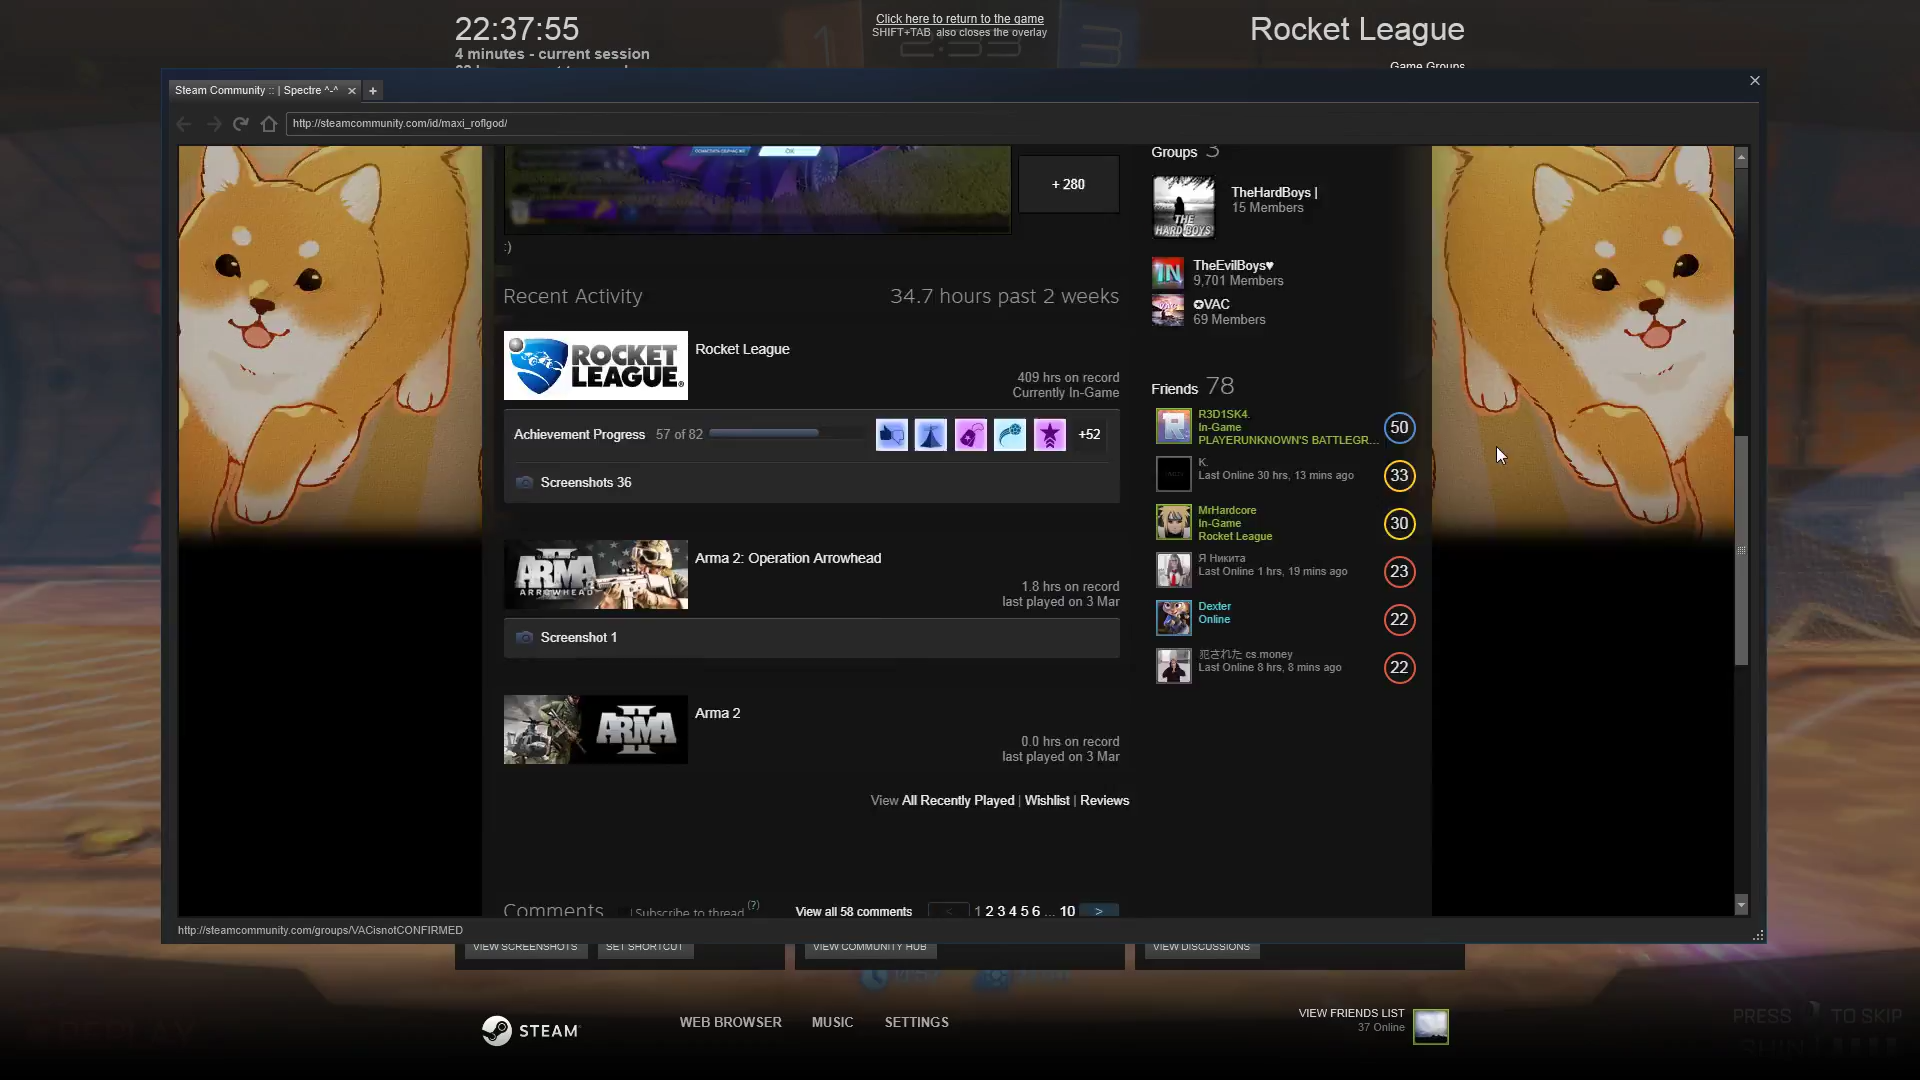 22:37:55
4 minutes - current session
Click here to return to the game
SHIFT+TAB also closes the overlay
Rocket League
Game Groups
Steam Community :: | Spectre ^-^
http://steamcommunity.com/id/maxi_roflgod/
OK
+ 280
:)
Recent Activity
34.7 hours past 2 weeks
ROCKET LEAGUE
Rocket League
409 hrs on record
Currently In-Game
Achievement Progress 57 of 82
+52
Screenshots 36
ARMA II
ARROWHEAD
Arma 2: Operation Arrowhead
1.8 hrs on record
last played on 3 Mar
Screenshot 1
ARMA II
Arma 2
0.0 hrs on record
last played on 3 Mar
View All Recently Played | Wishlist | Reviews
Comments
Subscribe to thread (?)
View all 58 comments
< 1 2 3 4 5 6 ... 10 >
Groups 3
THE HARD BOYS
TheHardBoys |
15 Members
IN
TheEvilBoys♥
9,701 Members
✪VAC
69 Members
Friends 78
R3D1SK4.
In-Game
PLAYERUNKNOWN'S BATTLEGR...
50
K.
Last Online 30 hrs, 13 mins ago
33
MrHardcore
In-Game
Rocket League
30
Я Никита
Last Online 1 hrs, 19 mins ago
23
Dexter
Online
22
犯された cs.money
Last Online 8 hrs, 8 mins ago
22
http://steamcommunity.com/groups/VACisnotCONFIRMED
VIEW SCREENSHOTS
SET SHORTCUT
VIEW COMMUNITY HUB
VIEW DISCUSSIONS
STEAM
WEB BROWSER
MUSIC
SETTINGS
VIEW FRIENDS LIST
37 Online
PRESS TO SKIP
REPLAY